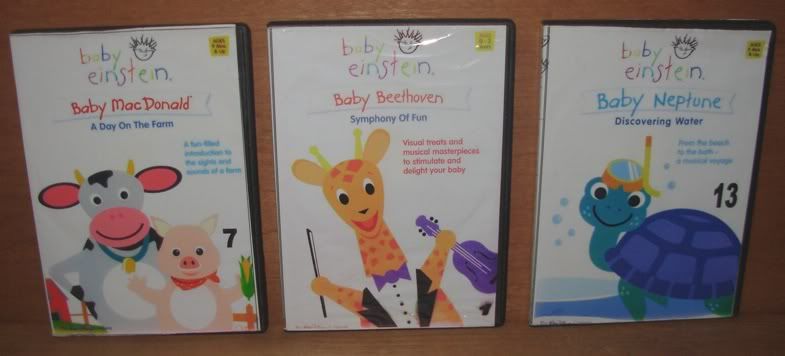 baby
einstein.
Baby MacDonald
A Day On The Farm
A fun-filled
introduction to
the sights and
sounds of a farm
7
baby
einstein.
Baby Beethoven
Symphony Of Fun
Visual treats and
musical masterpieces
to stimulate and
delight your baby
baby
einstein.
AGES
Baby Neptune
Discovering Water
From the beach
to the bath -
a musical voyage
13